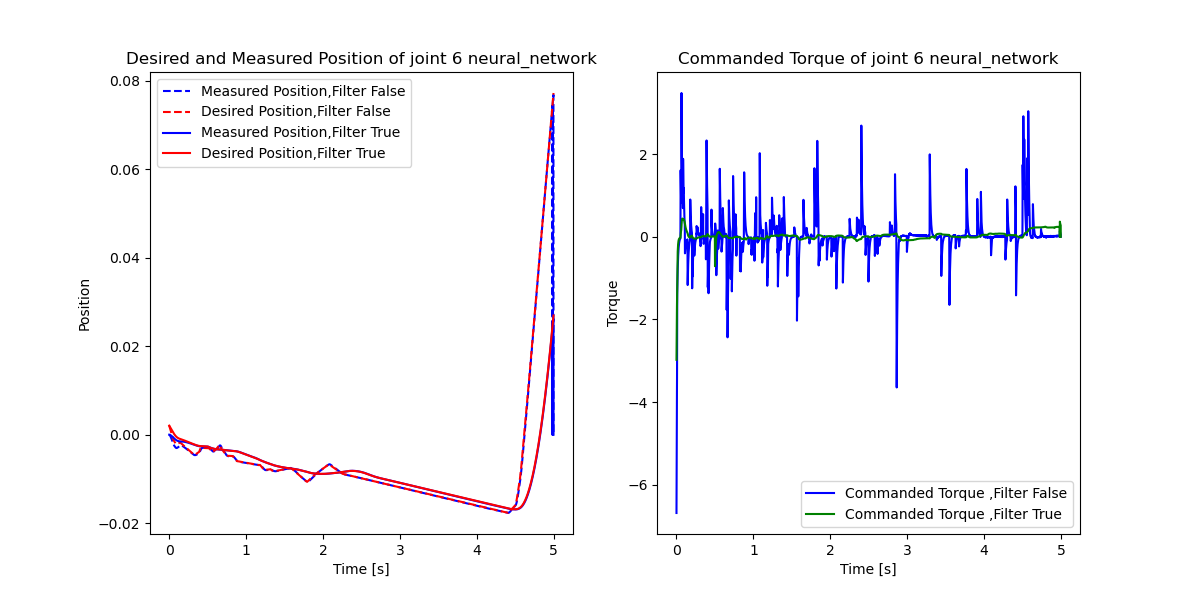 Desired and Measured Position of joint 6 neural_network
0.08
0.06
0.04
0.02
0.00
−0.02
Position
Measured Position,Filter False
Desired Position,Filter False
Measured Position,Filter True
Desired Position,Filter True
0 1 2 3 4 5
Time [s]
Commanded Torque of joint 6 neural_network
2
0
−2
−4
−6
Torque
Commanded Torque ,Filter False
Commanded Torque ,Filter True
0 1 2 3 4 5
Time [s]